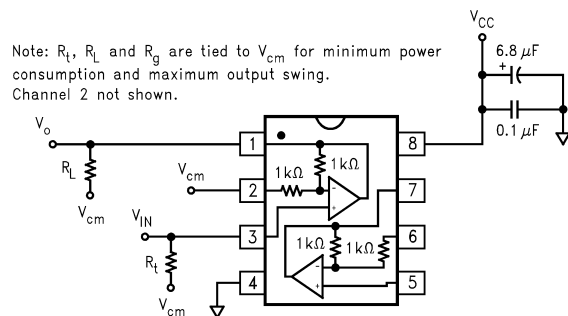 Note: Rt, RL and Rg are tied to Vcm for minimum power
consumption and maximum output swing.
Channel 2 not shown.
VCC
6.8 μF
+
0.1 μF
Vo
RL
Vcm
Vcm
VIN
Rt
Vcm
1
2
3
4
8
7
6
5
1kΩ
1kΩ
-
+
1kΩ
1kΩ
-
+